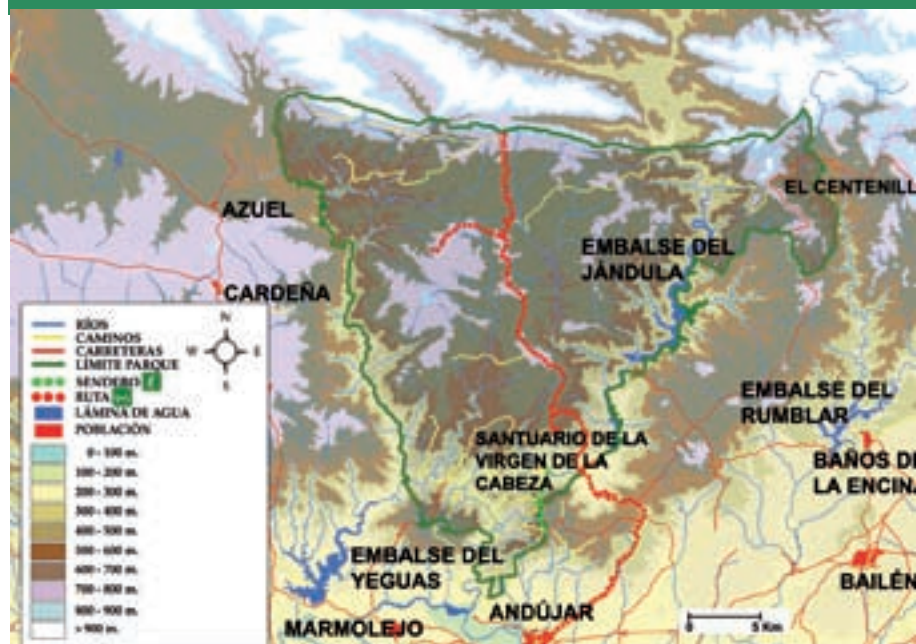 AZUEL
EL CENTENILL
EMBALSE DEL
JÁNDULA
CARDEÑA
N
W
E
S
RÍOS
CAMINOS
CARRETERAS
LÍMITE PARQUE
SENDERO
RUTA
LÁMINA DE AGUA
POBLACIÓN
0 - 100 m.
100 - 200 m.
200 - 300 m.
300 - 400 m.
400 - 500 m.
500 - 600 m.
600 - 700 m.
700 - 800 m.
800 - 900 m.
> 900 m.
EMBALSE DEL
RUMBLAR
SANTUARIO DE LA
VIRGEN DE LA
CABEZA
BAÑOS DE
LA ENCINA
EMBALSE DEL
YEGUAS
BAILÉN
ANDÚJAR
MARMOLEJO
0 5 Km